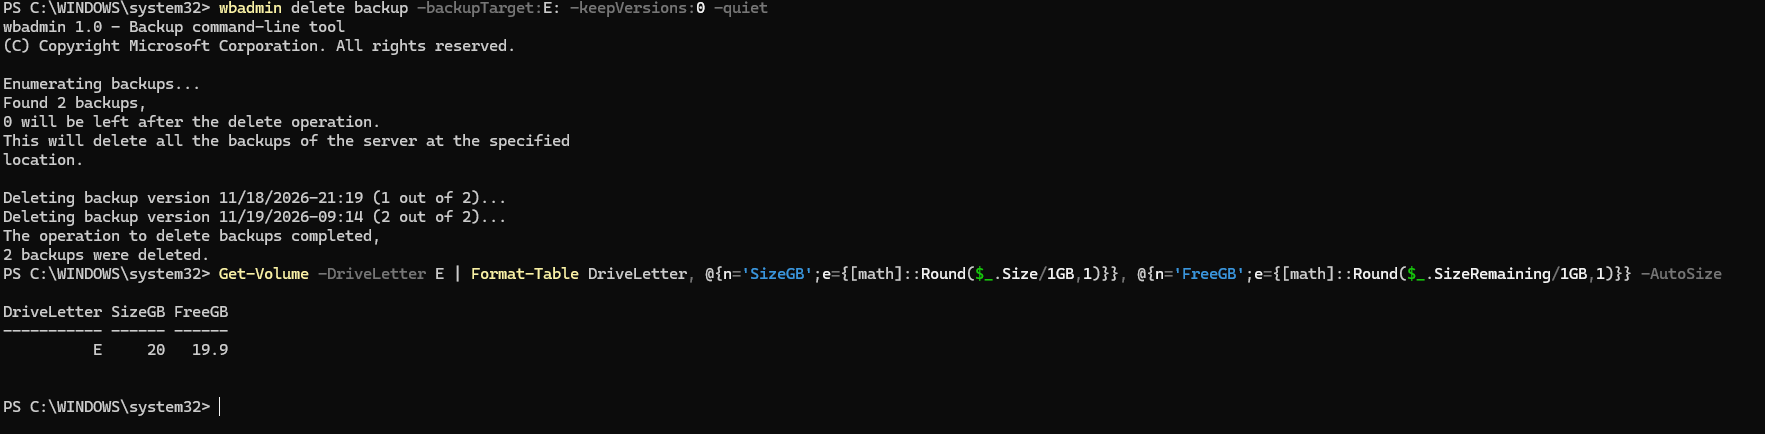 PS C:\WINDOWS\system32> wbadmin delete backup -backupTarget:E: -keepVersions:0 -quiet
wbadmin 1.0 - Backup command-line tool
(C) Copyright Microsoft Corporation. All rights reserved.

Enumerating backups...
Found 2 backups,
0 will be left after the delete operation.
This will delete all the backups of the server at the specified
location.

Deleting backup version 11/18/2026-21:19 (1 out of 2)...
Deleting backup version 11/19/2026-09:14 (2 out of 2)...
The operation to delete backups completed,
2 backups were deleted.
PS C:\WINDOWS\system32> Get-Volume -DriveLetter E | Format-Table DriveLetter, @{n='SizeGB';e={[math]::Round($_.Size/1GB,1)}}, @{n='FreeGB';e={[math]::Round($_.SizeRemaining/1GB,1)}} -AutoSize

DriveLetter SizeGB FreeGB
----------- ------ ------
          E     20   19.9


PS C:\WINDOWS\system32>